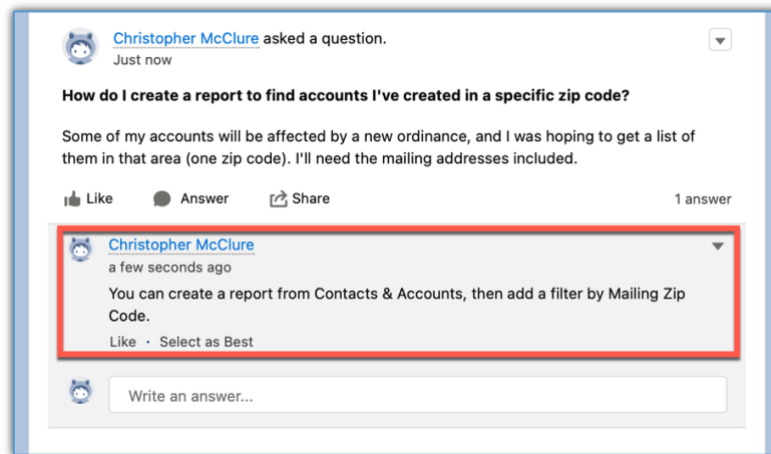 Christopher McClure asked a question.
Just now
How do I create a report to find accounts I've created in a specific zip code?
Some of my accounts will be affected by a new ordinance, and I was hoping to get a list of
them in that area (one zip code). I'll need the mailing addresses included.
Like Answer Share 1 answer
Christopher McClure
a few seconds ago
You can create a report from Contacts & Accounts, then add a filter by Mailing Zip
Code.
Like · Select as Best
Write an answer...